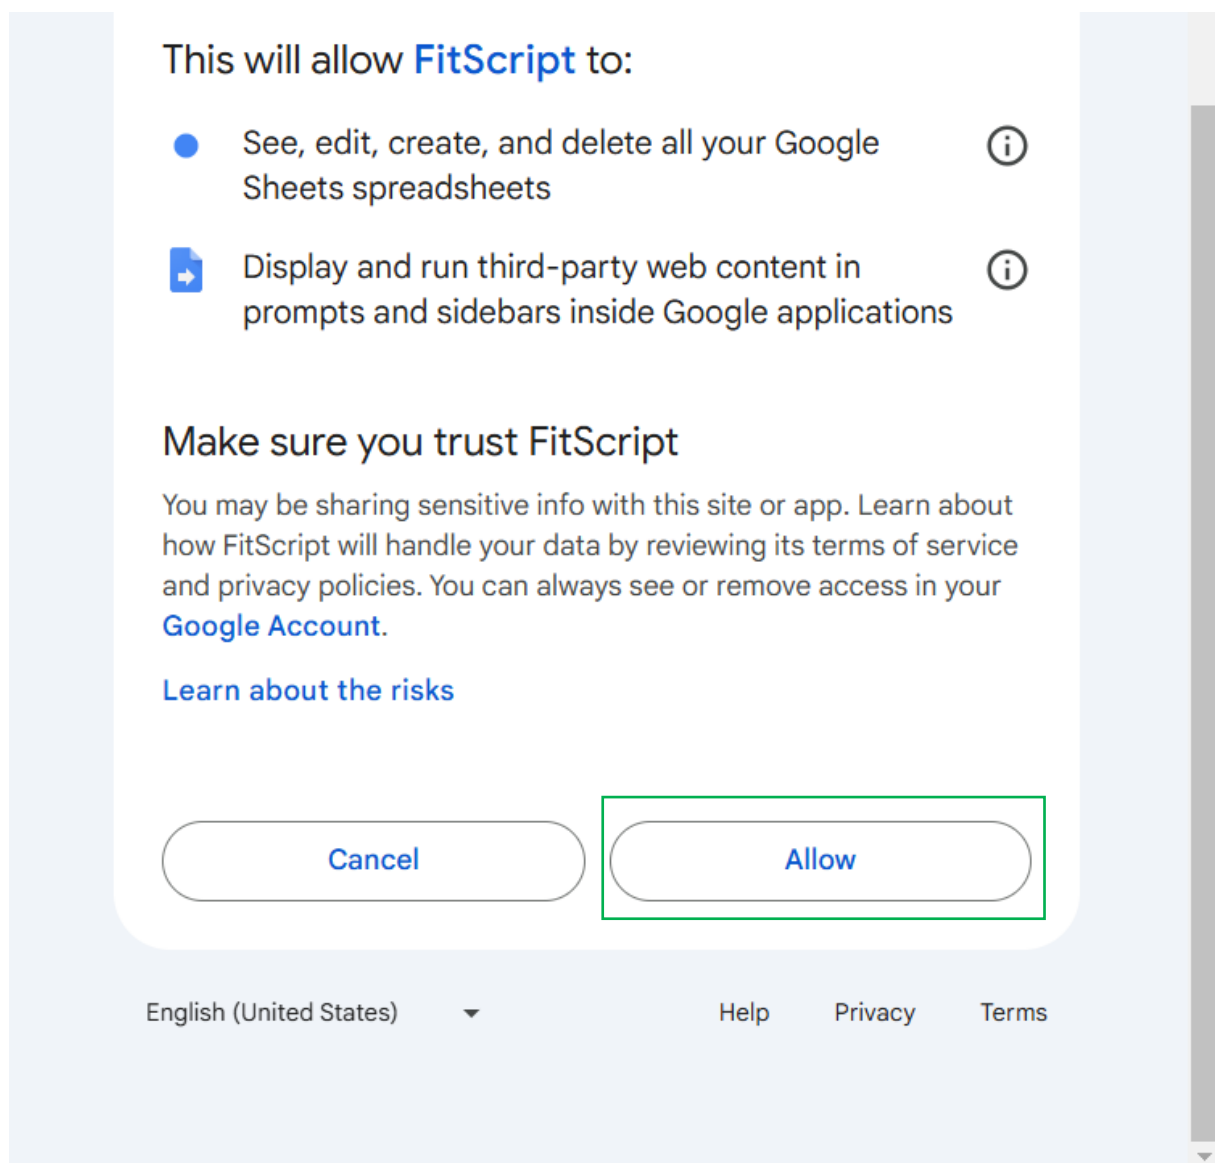 This will allow FitScript to:
See, edit, create, and delete all your Google
Sheets spreadsheets
Display and run third-party web content in
prompts and sidebars inside Google applications
Make sure you trust FitScript
You may be sharing sensitive info with this site or app. Learn about
how FitScript will handle your data by reviewing its terms of service
and privacy policies. You can always see or remove access in your
Google Account.
Learn about the risks
Cancel
Allow
English (United States)
Help
Privacy
Terms